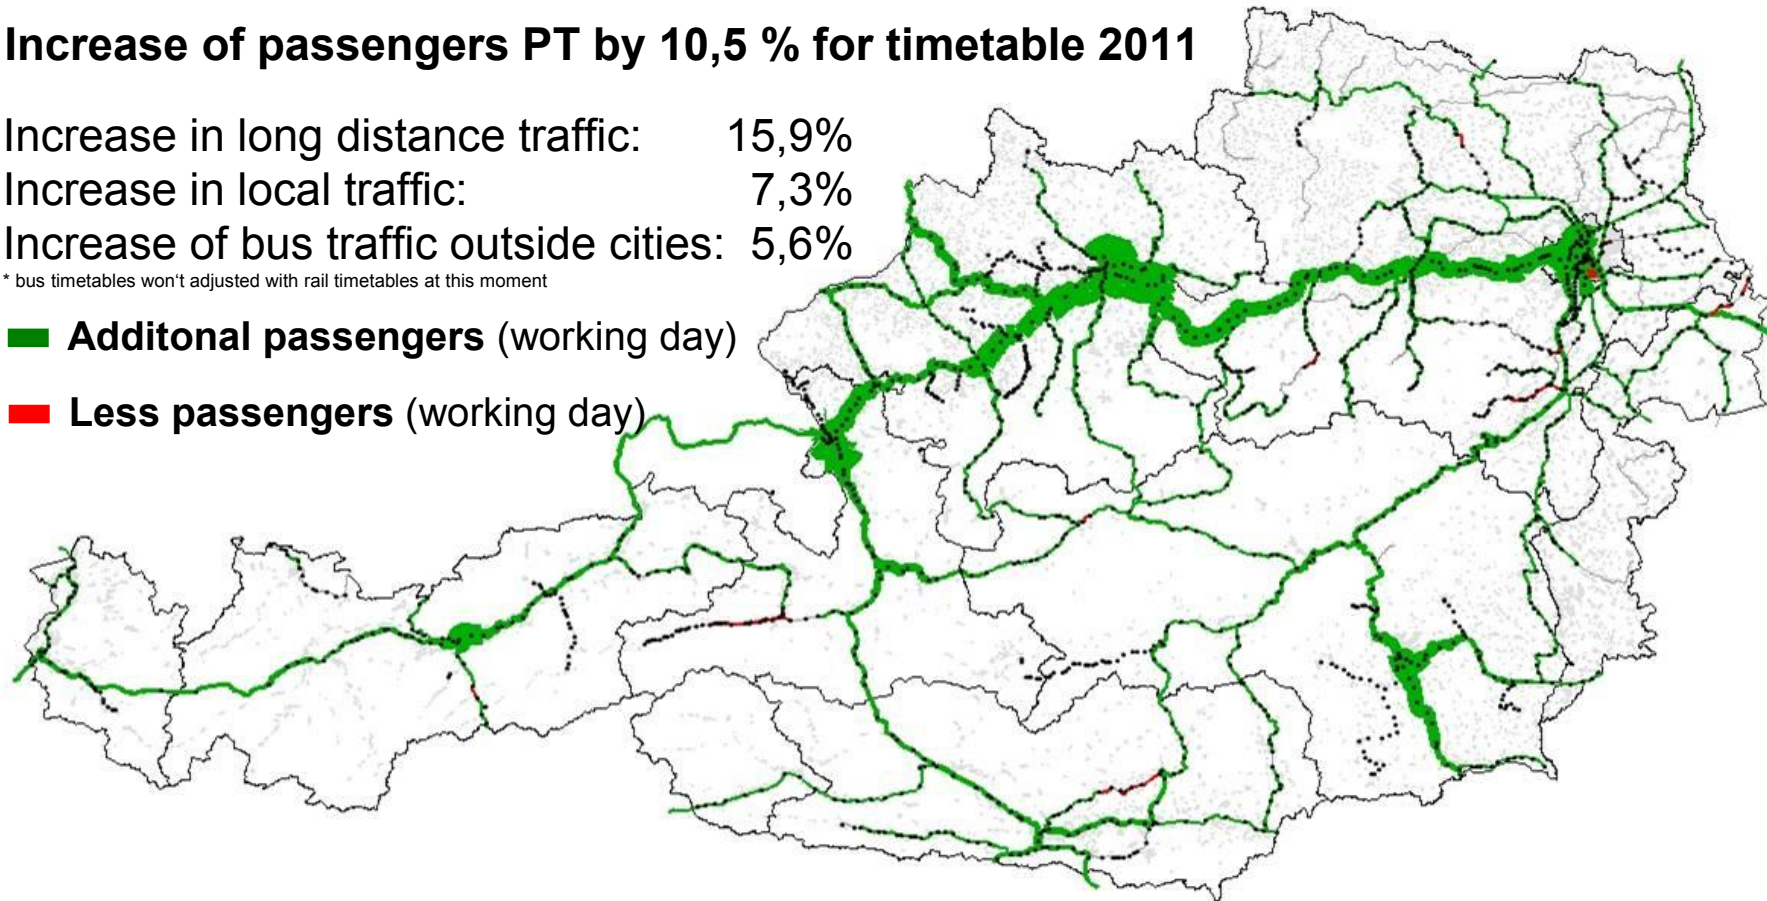 Increase of passengers PT by 10,5 % for timetable 2011
Increase in long distance traffic: 15,9%
Increase in local traffic: 7,3%
Increase of bus traffic outside cities: 5,6%
* bus timetables won‘t adjusted with rail timetables at this moment
Additonal passengers (working day)
Less passengers (working day)